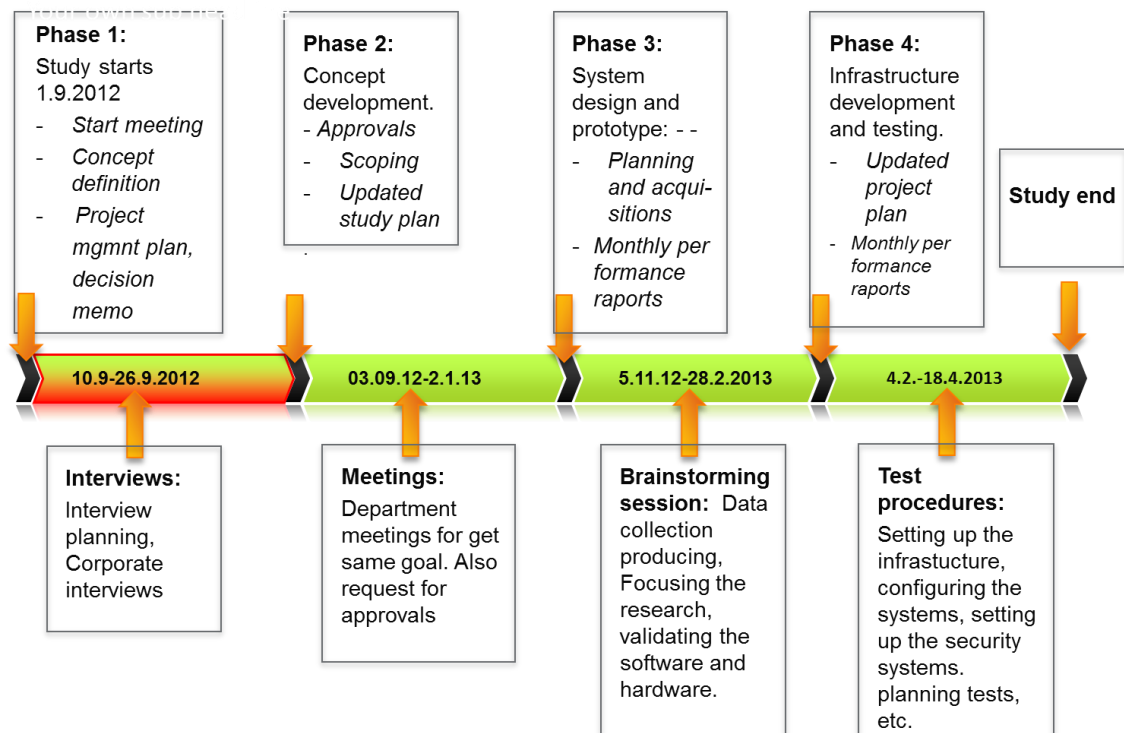 Your own sub headline
Phase 1:
Study starts
1.9.2012
- Start meeting
- Concept
definition
- Project
mgmnt plan,
decision
memo
Phase 2:
Concept
development.
- Approvals
- Scoping
- Updated
study plan
.
Phase 3:
System
design and
prototype: - -
- Planning
and acqui-
sitions
- Monthly per
formance
raports
Phase 4:
Infrastructure
development
and testing.
- Updated
project
plan
- Monthly per
formance
raports
Study end
10.9-26.9.2012
03.09.12-2.1.13
5.11.12-28.2.2013
4.2.-18.4.2013
Interviews:
Interview
planning,
Corporate
interviews
Meetings:
Department
meetings for get
same goal. Also
request for
approvals
Brainstorming
session: Data
collection
producing,
Focusing the
research,
validating the
software and
hardware.
Test
procedures:
Setting up the
infrastucture,
configuring the
systems, setting
up the security
systems.
planning tests,
etc.